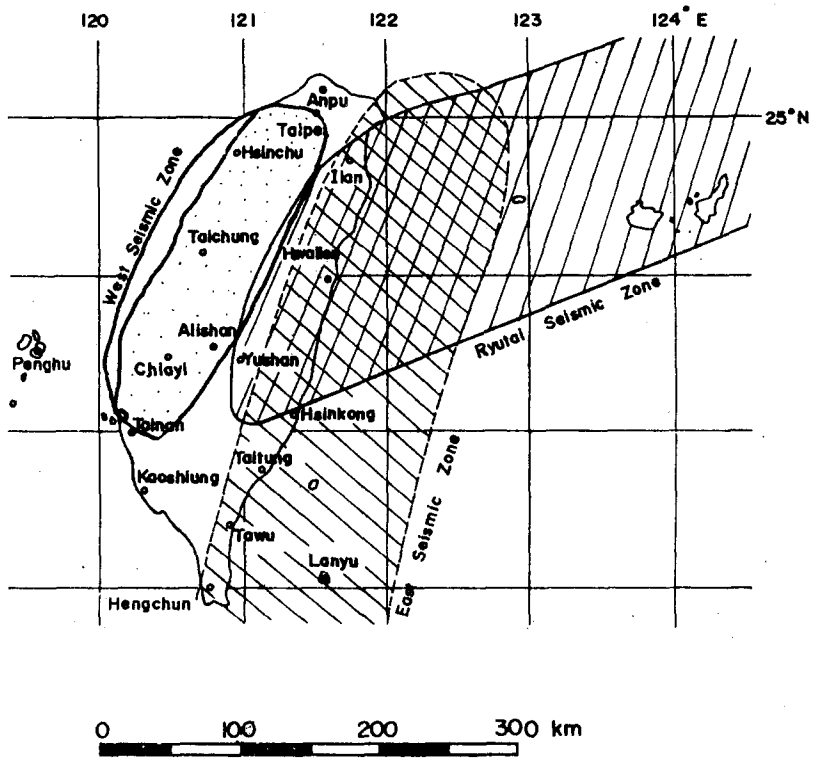 120 121 122 123 124° E
Anpu
25°N
Taipei
Hsinchu
Ilan
West Seismic Zone
Taichung
Hwalien
Ryutai Seismic Zone
Alishan
Penghu
Yuishan
Chiayi
Hsinkong
Tainan
Taitung
Kaoshiung
East Seismic Zone
Tawu
Lanyu
Hengchun
0 100 200 300 km